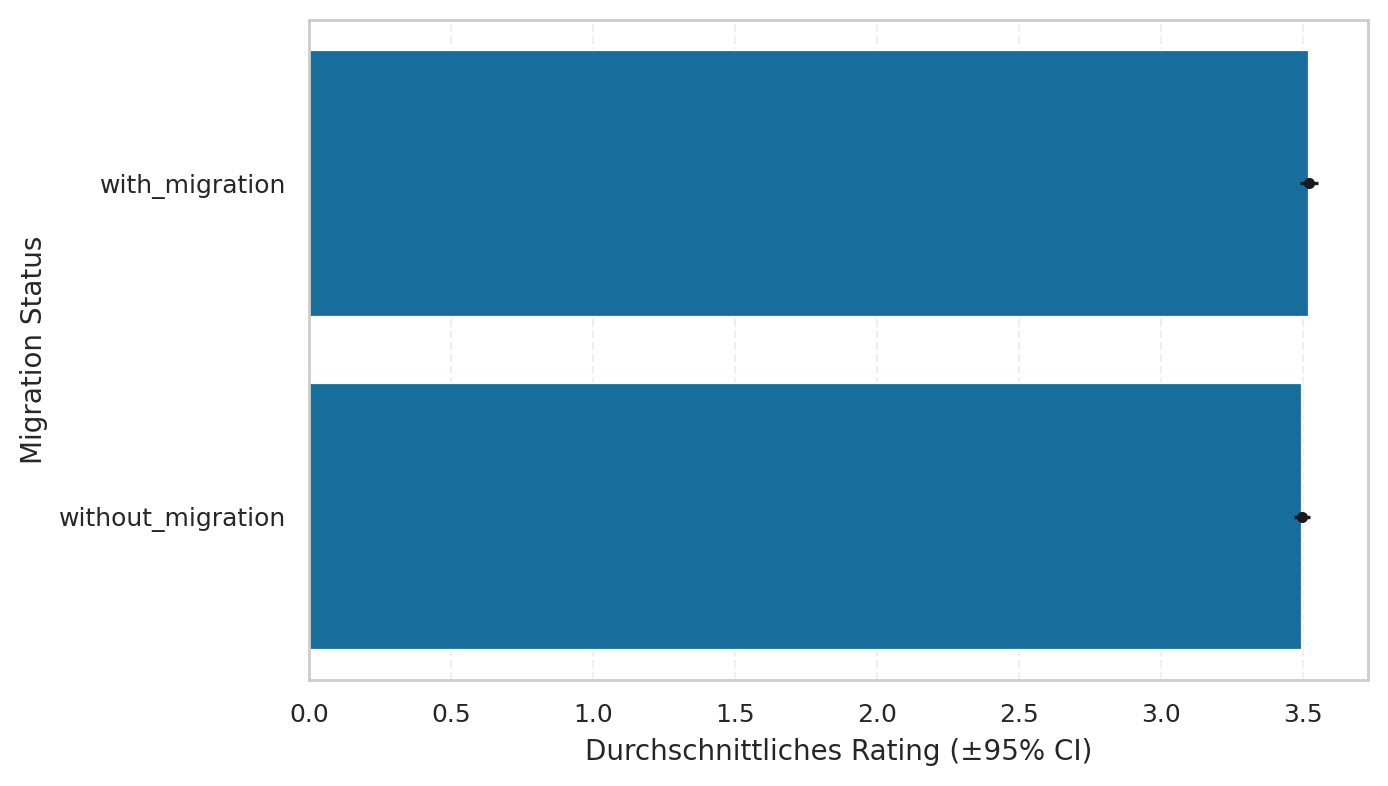 Migration Status
with_migration
without_migration
0.0 0.5 1.0 1.5 2.0 2.5 3.0 3.5
Durchschnittliches Rating (±95% CI)